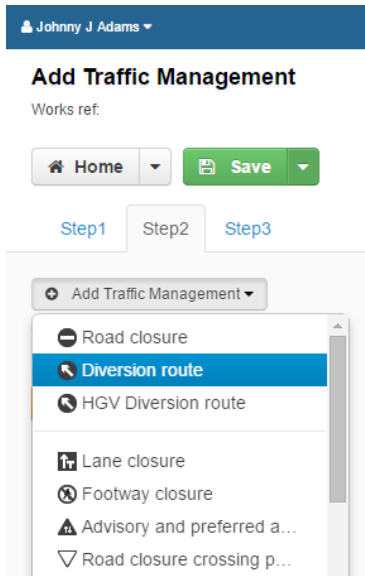 Johnny J Adams
Add Traffic Management
Works ref:
Home
Save
Step1 Step2 Step3
Add Traffic Management
Road closure
Diversion route
HGV Diversion route
Lane closure
Footway closure
Advisory and preferred a...
Road closure crossing p...